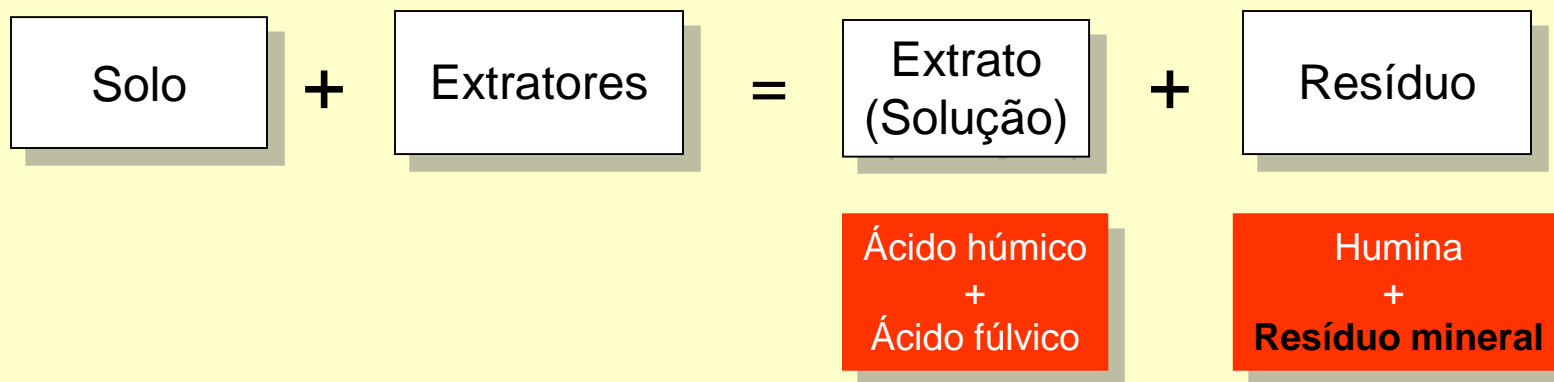 Solo
+
Extratores
=
Extrato
(Solução)
+
Resíduo
Ácido húmico
+
Ácido fúlvico
Humina
+
Resíduo mineral